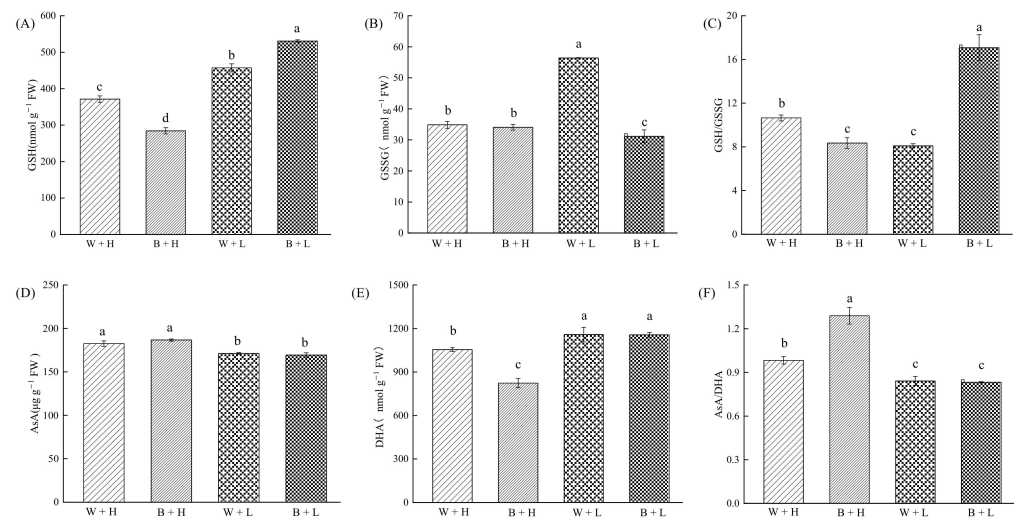 (A)
GSH(nmol g⁻¹ FW)
600
500
400
300
200
100
0
c
d
b
a
W + H
B + H
W + L
B + L
(B)
GSSG( nmol g⁻¹ FW)
70
60
50
40
30
20
10
0
b
b
a
c
W + H
B + H
W + L
B + L
(C)
GSH/GSSG
20
16
12
8
4
0
b
c
c
a
W + H
B + H
W + L
B + L
(D)
AsA(μg g⁻¹ FW )
250
200
150
100
50
0
a
a
b
b
W + H
B + H
W + L
B + L
(E)
DHA( nmol g⁻¹ FW)
1500
1200
900
600
300
0
b
c
a
a
W + H
B + H
W + L
B + L
(F)
AsA/DHA
1.5
1.2
0.9
0.6
0.3
0.0
b
a
c
c
W + H
B + H
W + L
B + L